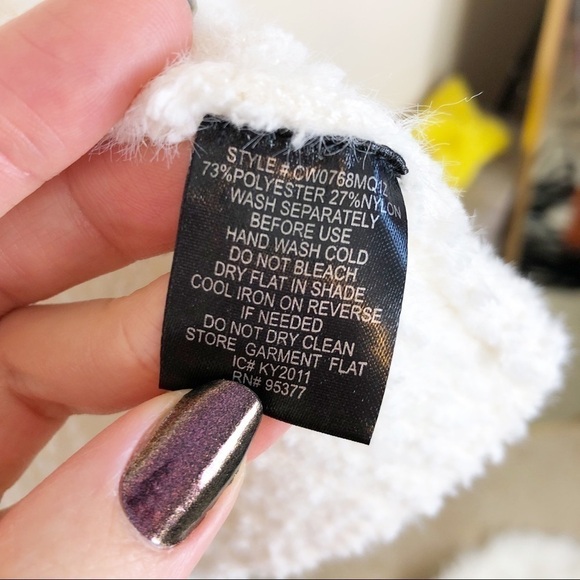 STYLE #:CW0768MQ12
73%POLYESTER 27%NYLON
WASH SEPARATELY
BEFORE USE
HAND WASH COLD
DO NOT BLEACH
DRY FLAT IN SHADE
COOL IRON ON REVERSE
IF NEEDED
DO NOT DRY CLEAN
STORE GARMENT FLAT
IC# KY2011
RN# 95377